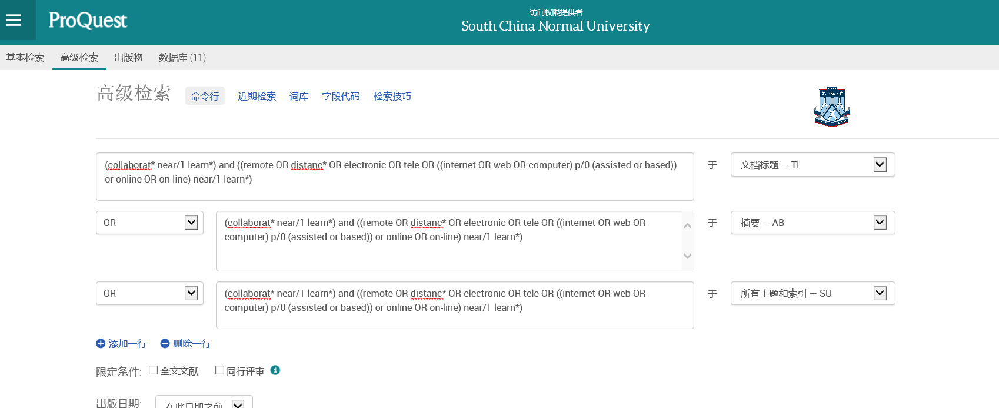 ProQuest
访问权限提供者
South China Normal University
基本检索 高级检索 出版物 数据库 (11)
高级检索 命令行 近期检索 词库 字段代码 检索技巧
(collaborat* near/1 learn*) and ((remote OR distanc* OR electronic OR tele OR ((internet OR web OR computer) p/0 (assisted or based))
or online OR on-line) near/1 learn*)
于 文档标题 – TI
OR (collaborat* near/1 learn*) and ((remote OR distanc* OR electronic OR tele OR ((internet OR web OR
computer) p/0 (assisted or based)) or online OR on-line) near/1 learn*)
于 摘要 – AB
OR (collaborat* near/1 learn*) and ((remote OR distanc* OR electronic OR tele OR ((internet OR web OR
computer) p/0 (assisted or based)) or online OR on-line) near/1 learn*)
于 所有主题和索引 – SU
添加一行 删除一行
限定条件: 全文文献 同行评审
出版日期: 在此日期之前